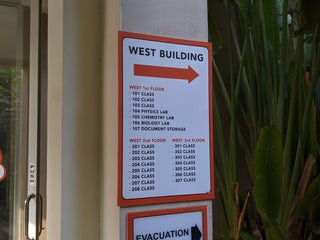 WEST BUILDING
WEST 1st FLOOR
- 101 CLASS
- 102 CLASS
- 103 CLASS
- 104 PHYSICS LAB
- 105 CHEMISTRY LAB
- 106 BIOLOGY LAB
- 107 DOCUMENT STORAGE
WEST 2nd FLOOR
- 201 CLASS
- 202 CLASS
- 203 CLASS
- 204 CLASS
- 205 CLASS
- 206 CLASS
- 207 CLASS
- 208 CLASS
WEST 3rd FLOOR
- 301 CLASS
- 302 CLASS
- 303 CLASS
- 304 CLASS
- 305 CLASS
- 306 CLASS
- 307 CLASS
EVACUATION